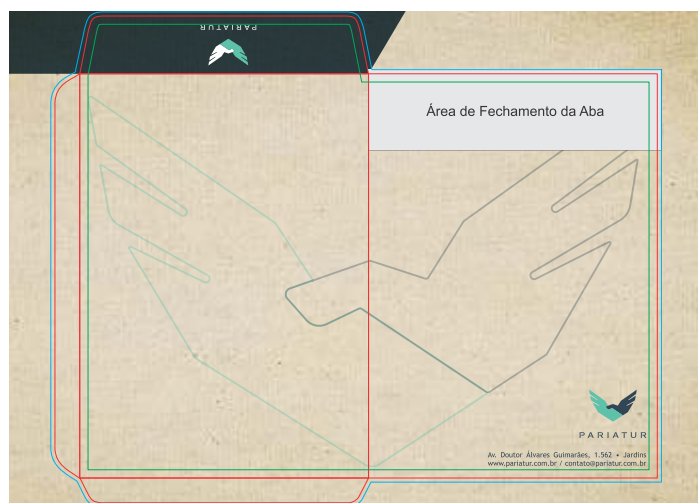 PARIATUR
Área de Fechamento da Aba
PARIATUR
Av. Doutor Álvares Guimarães, 1.562 • Jardins
www.pariatur.com.br / contato@pariatur.com.br